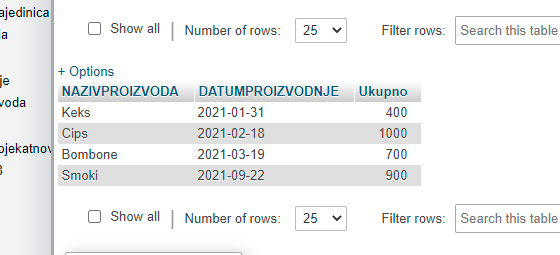 ajedinica
Show all
Number of rows:
25
Filter rows:
Search this table
+ Options
je
voda
NAZIVPROIZVODA DATUMPROIZVODNJE Ukupno
Keks 2021-01-31 400
Cips 2021-02-18 1000
Bombone 2021-03-19 700
Smoki 2021-09-22 900
ojekatnov
Show all
Number of rows:
25
Filter rows:
Search this table